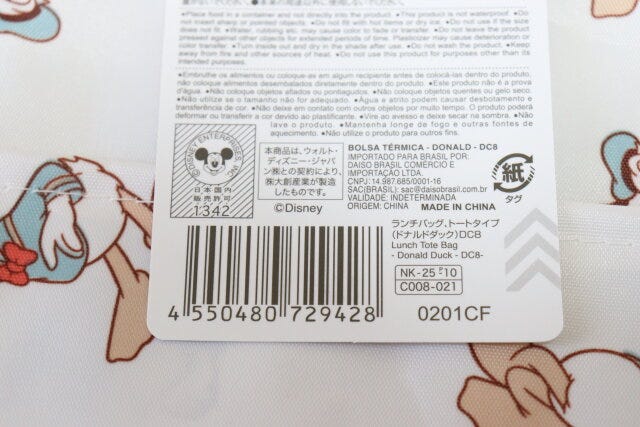 ●Place food in a container and not directly into the product. ●This product is not waterproof. ●Do
not insert sharp or pointed objects. ●Do not fill with hot items or dry ice. ●Do not use if the size
does not fit. ●Water, rubbing etc. may cause color to fade or transfer. ●Do not leave the product
pressed against other objects for extended periods of time. Plasticizer may cause deterioration or
color transfer. ●Turn inside out and dry in the shade after use. ●Do not wash the product. ●Keep
away from fire and other sources of heat. ●Do not use this product for purposes other than its
intended purposes.
●Embrulhe os alimentos ou coloque-as em algum recipiente antes de colocá-las dentro do produto,
não coloque alimentos desembalados diretamente dentro do produto. ●Este produto não é a prova
d'água. ●Não coloque objetos afiados ou pontiagudos. ●Não coloque objetos quentes ou gelo seco.
●Não utilize se o tamanho não for adequado. ●Água e atrito podem causar desbotamento e
transferência de cor. ●Não deixe em contato com outros objetos por muito tempo. O produto poderá
deformar ou transferir a cor devido ao plastificante. ●Vire ao avesso e deixe secar na sombra. ●Não
lave o produto. ●Mantenha longe de fogo e outras fontes de
aquecimento. ●Não utilize para outros fins.
©DISNEY ENTERPRISES, INC.
日本国内
販売許可
1342
本商品は、ウォルト・
ディズニー・ジャパ
ン(株)との契約により、
(株)大創産業が製造
したものです。
©Disney
BOLSA TÉRMICA - DONALD - DC8
IMPORTADO PARA BRASIL POR:
DAISO BRASIL COMERCIO E
IMPORTAÇÃO LTDA.
CNPJ: 14.987.685/0001-16
SAC(BRASIL): sac@daisobrasil.com.br
VALIDADE: INDETERMINADA
ORIGEM: CHINA MADE IN CHINA
紙
タグ
ランチバッグ、トートタイプ
(ドナルドダック)DC8
Lunch Tote Bag
- Donald Duck - DC8-
NK-25 P10
C008-021
4 550480 729428
0201CF